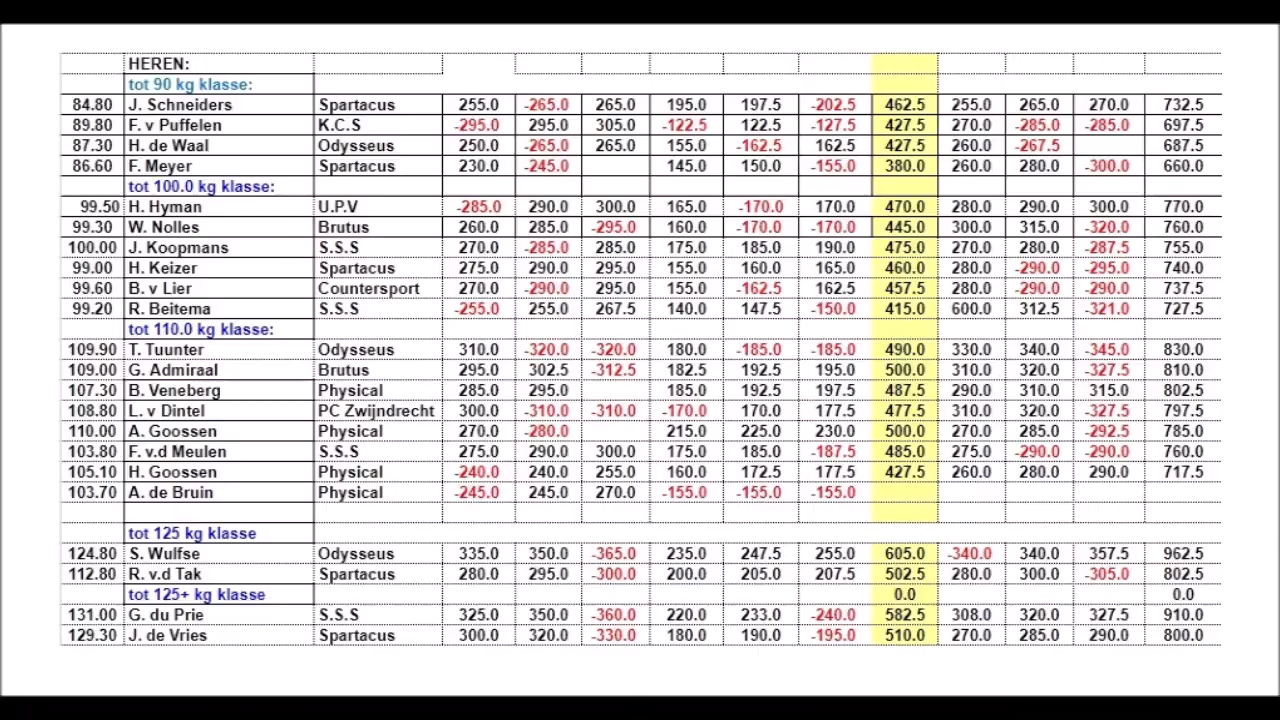 HEREN:
tot 90 kg klasse:
84.80 J. Schneiders Spartacus 255.0 -265.0 265.0 195.0 197.5 -202.5 462.5 255.0 265.0 270.0 732.5
89.80 F. v Puffelen K.C.S -295.0 295.0 305.0 -122.5 122.5 -127.5 427.5 270.0 -285.0 -285.0 697.5
87.30 H. de Waal Odysseus 250.0 -265.0 265.0 155.0 -162.5 162.5 427.5 260.0 -267.5 687.5
86.60 F. Meyer Spartacus 230.0 -245.0 145.0 150.0 -155.0 380.0 260.0 280.0 -300.0 660.0
tot 100.0 kg klasse:
99.50 H. Hyman U.P.V -285.0 290.0 300.0 165.0 -170.0 170.0 470.0 280.0 290.0 300.0 770.0
99.30 W. Nolles Brutus 260.0 285.0 -295.0 160.0 -170.0 -170.0 445.0 300.0 315.0 -320.0 760.0
100.00 J. Koopmans S.S.S 270.0 -285.0 285.0 175.0 185.0 190.0 475.0 270.0 280.0 -287.5 755.0
99.00 H. Keizer Spartacus 275.0 290.0 295.0 155.0 160.0 165.0 460.0 280.0 -290.0 -295.0 740.0
99.60 B. v Lier Countersport 270.0 -290.0 295.0 155.0 -162.5 162.5 457.5 280.0 -290.0 -290.0 737.5
99.20 R. Beitema S.S.S -255.0 255.0 267.5 140.0 147.5 -150.0 415.0 600.0 312.5 -321.0 727.5
tot 110.0 kg klasse:
109.90 T. Tuunter Odysseus 310.0 -320.0 -320.0 180.0 -185.0 -185.0 490.0 330.0 340.0 -345.0 830.0
109.00 G. Admiraal Brutus 295.0 302.5 -312.5 182.5 192.5 195.0 500.0 310.0 320.0 -327.5 810.0
107.30 B. Veneberg Physical 285.0 295.0 185.0 192.5 197.5 487.5 290.0 310.0 315.0 802.5
108.80 L. v Dintel PC Zwijndrecht 300.0 -310.0 -310.0 -170.0 170.0 177.5 477.5 310.0 320.0 -327.5 797.5
110.00 A. Goossen Physical 270.0 -280.0 215.0 225.0 230.0 500.0 270.0 285.0 -292.5 785.0
103.80 F. v.d Meulen S.S.S 275.0 290.0 300.0 175.0 185.0 -187.5 485.0 275.0 -290.0 -290.0 760.0
105.10 H. Goossen Physical -240.0 240.0 255.0 160.0 172.5 177.5 427.5 260.0 280.0 290.0 717.5
103.70 A. de Bruin Physical -245.0 245.0 270.0 -155.0 -155.0 -155.0
tot 125 kg klasse
124.80 S. Wulfse Odysseus 335.0 350.0 -365.0 235.0 247.5 255.0 605.0 -340.0 340.0 357.5 962.5
112.80 R. v.d Tak Spartacus 280.0 295.0 -300.0 200.0 205.0 207.5 502.5 280.0 300.0 -305.0 802.5
tot 125+ kg klasse 0.0 0.0
131.00 G. du Prie S.S.S 325.0 350.0 -360.0 220.0 233.0 -240.0 582.5 308.0 320.0 327.5 910.0
129.30 J. de Vries Spartacus 300.0 320.0 -330.0 180.0 190.0 -195.0 510.0 270.0 285.0 290.0 800.0